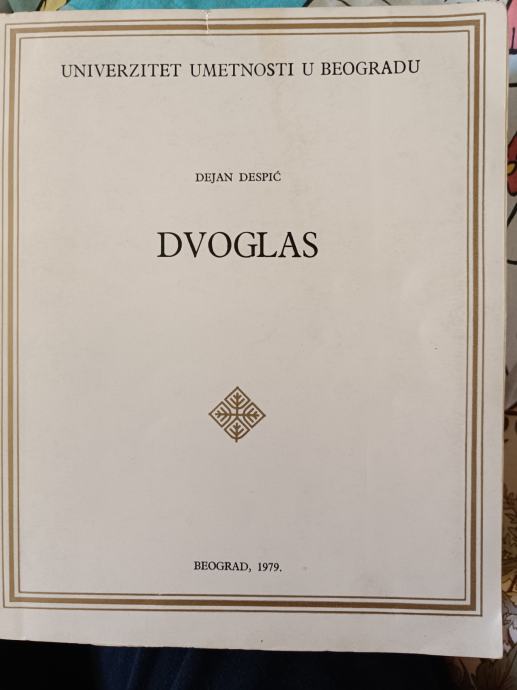 UNIVERZITET UMETNOSTI U BEOGRADU
DEJAN DESPIĆ
DVOGLAS
BEOGRAD, 1979.